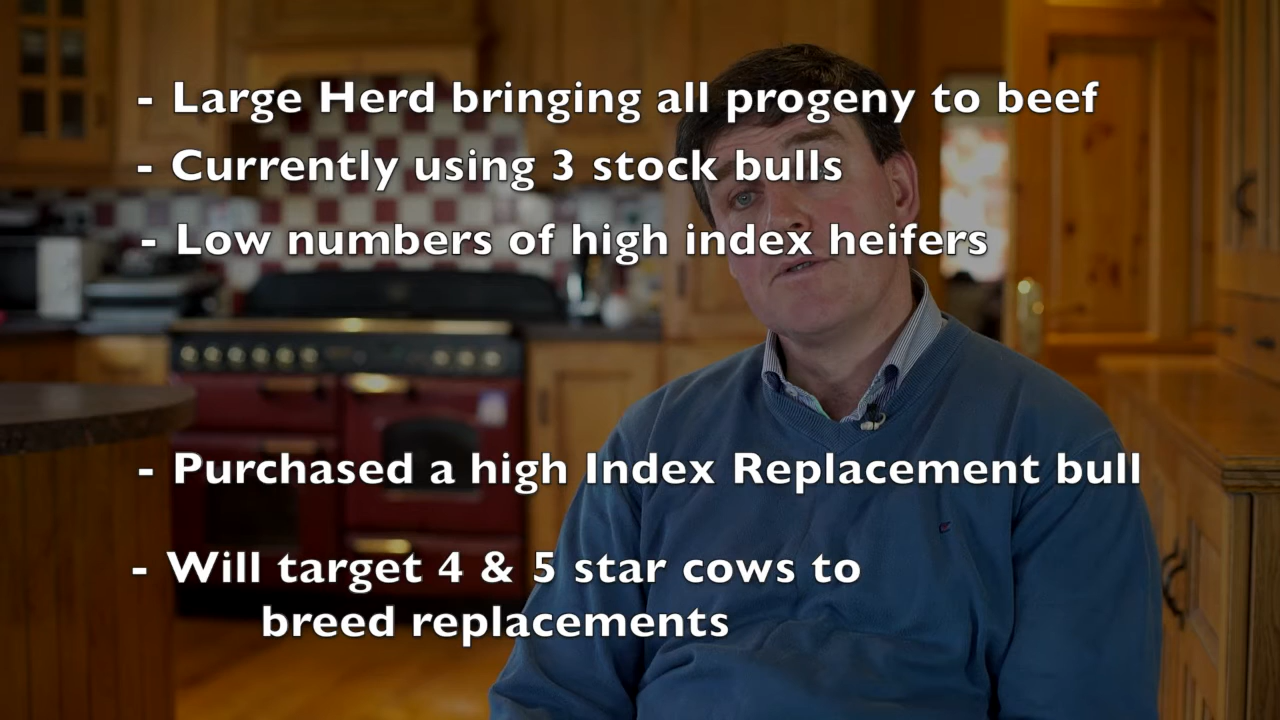 - Large Herd bringing all progeny to beef
- Currently using 3 stock bulls
- Low numbers of high index heifers
- Purchased a high Index Replacement bull
- Will target 4 & 5 star cows to
breed replacements